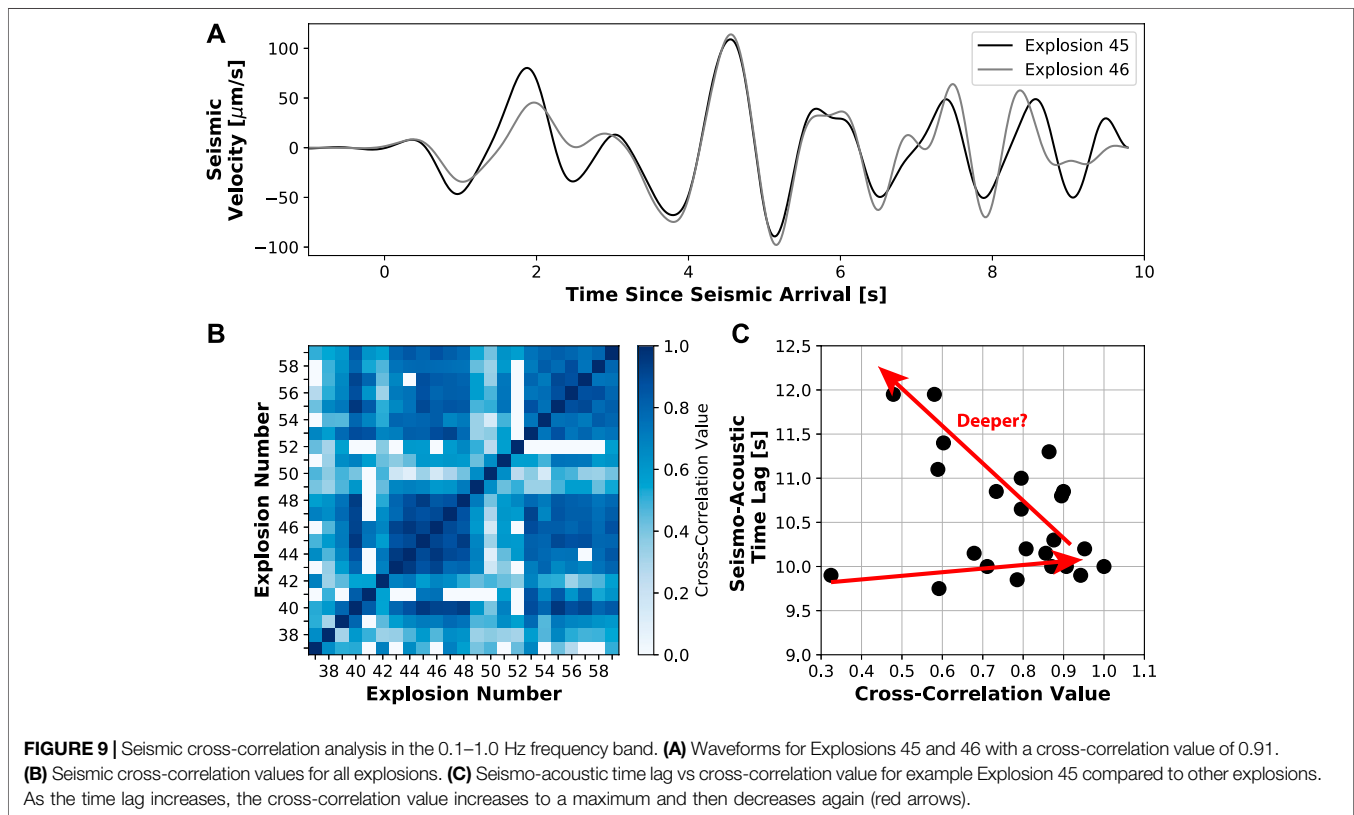 A
100
50
0
−50
−100
Seismic
Velocity [μm/s]
Explosion 45
Explosion 46
0 2 4 6 8 10
Time Since Seismic Arrival [s]
B
58
56
54
52
50
48
46
44
42
40
38
Explosion Number
38 40 42 44 46 48 50 52 54 56 58
Explosion Number
1.0
0.8
0.6
0.4
0.2
0.0
Cross-Correlation Value
C
12.5
12.0
11.5
11.0
10.5
10.0
9.5
9.0
Seismo-Acoustic
Time Lag [s]
Deeper?
0.3 0.4 0.5 0.6 0.7 0.8 0.9 1.0 1.1
Cross-Correlation Value
FIGURE 9 | Seismic cross-correlation analysis in the 0.1–1.0 Hz frequency band. (A) Waveforms for Explosions 45 and 46 with a cross-correlation value of 0.91.
(B) Seismic cross-correlation values for all explosions. (C) Seismo-acoustic time lag vs cross-correlation value for example Explosion 45 compared to other explosions.
As the time lag increases, the cross-correlation value increases to a maximum and then decreases again (red arrows).